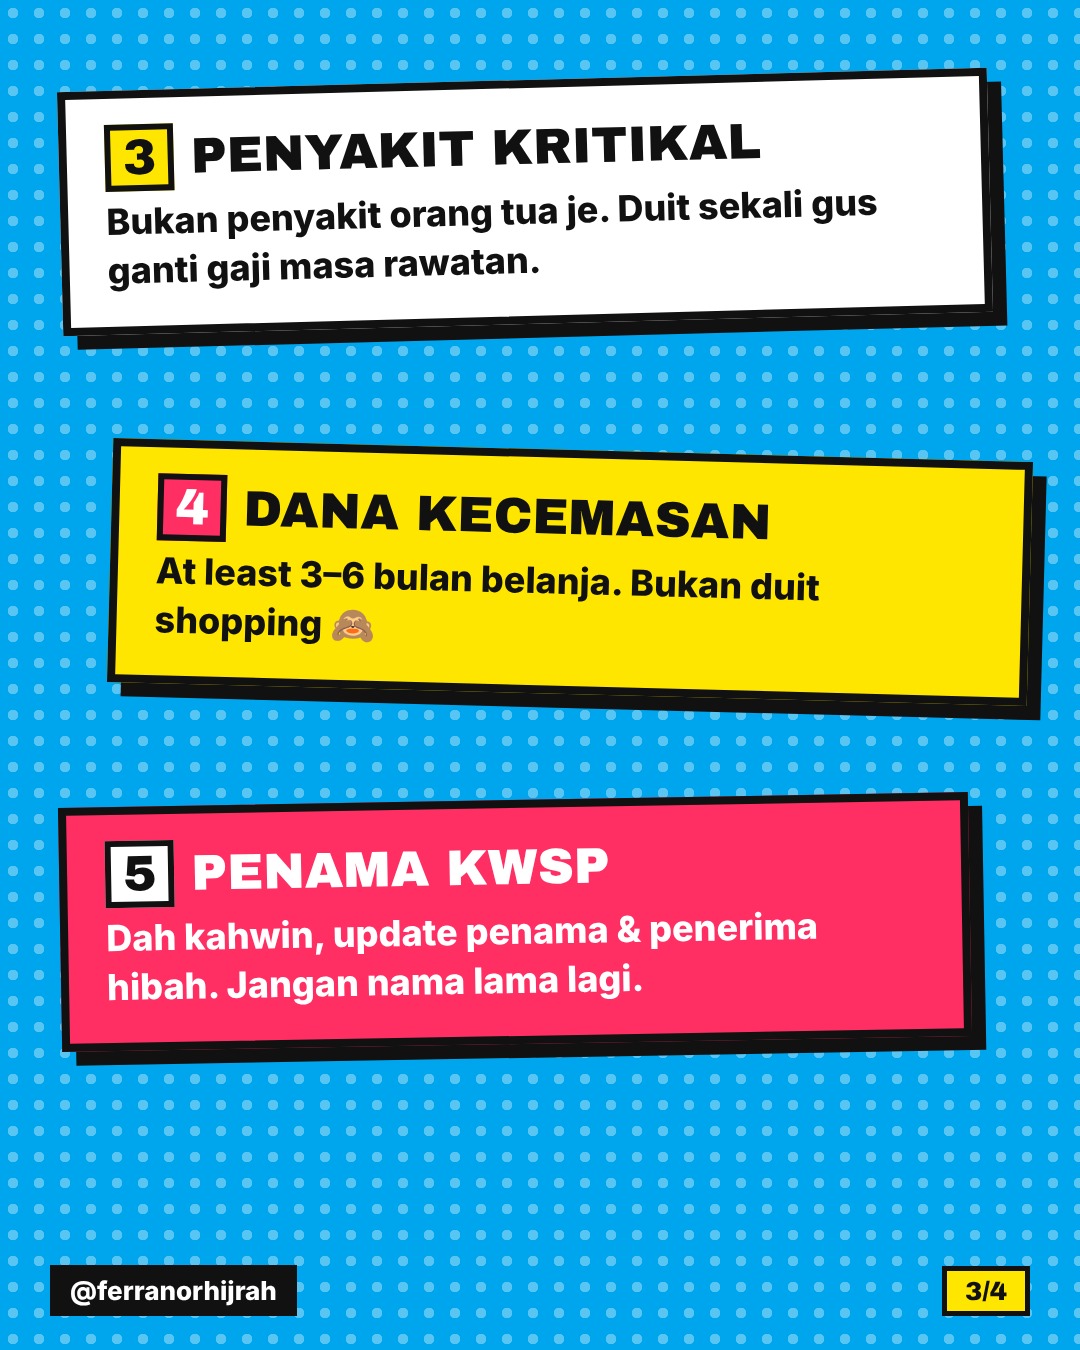 3 PENYAKIT KRITIKAL
Bukan penyakit orang tua je. Duit sekali gus
ganti gaji masa rawatan.
4 DANA KECEMASAN
At least 3–6 bulan belanja. Bukan duit
shopping 🙈
5 PENAMA KWSP
Dah kahwin, update penama & penerima
hibah. Jangan nama lama lagi.
@ferranorhijrah
3/4